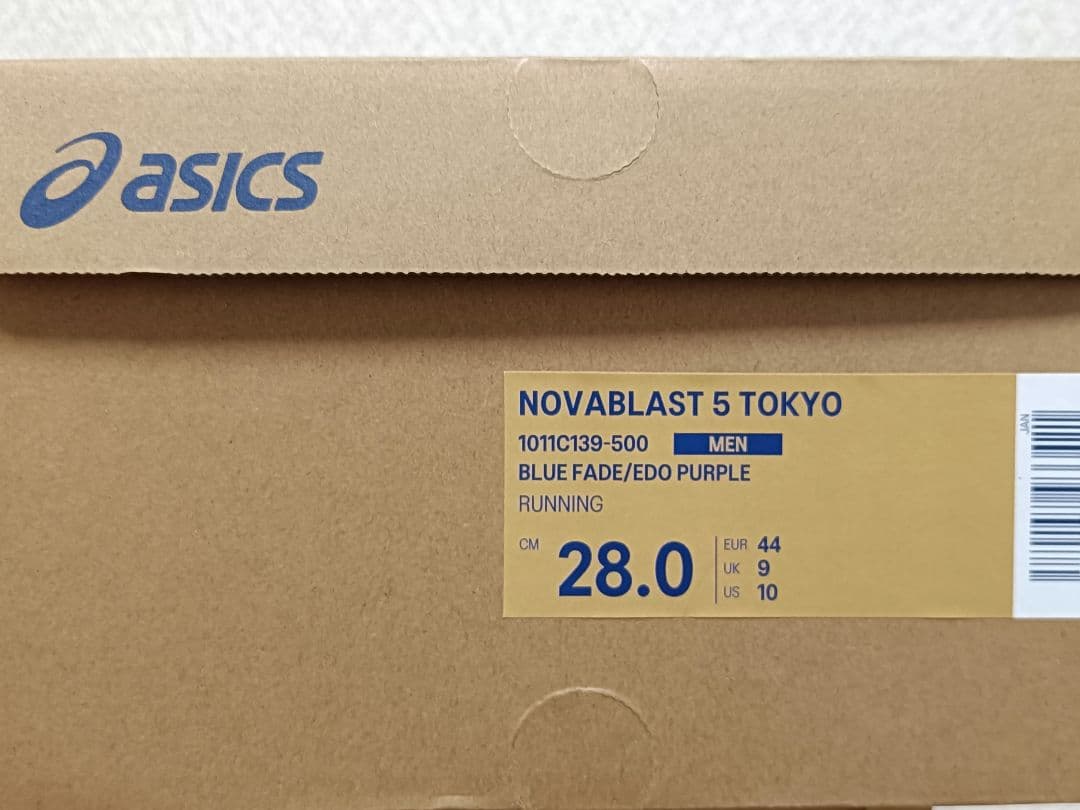 asics
NOVABLAST 5 TOKYO
1011C139-500 MEN
BLUE FADE/EDO PURPLE
RUNNING
CM 28.0
EUR 44
UK 9
US 10
JAN